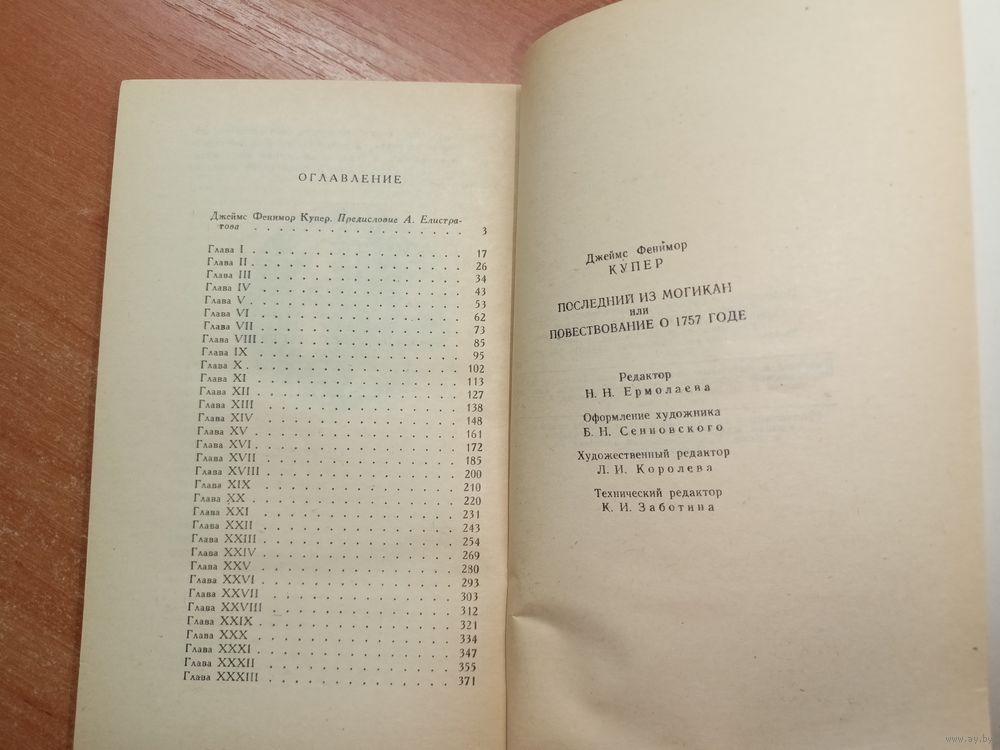 ОГЛАВЛЕНИЕ
Джеймс Фенимор Купер. Предисловие А. Елистра-
това . . . . . . . . . . . . . . . . 3
Глава I . . . . . . . . . . . . . . . . 17
Глава II . . . . . . . . . . . . . . . . 26
Глава III . . . . . . . . . . . . . . . . 34
Глава IV . . . . . . . . . . . . . . . . 43
Глава V . . . . . . . . . . . . . . . . 53
Глава VI . . . . . . . . . . . . . . . . 62
Глава VII . . . . . . . . . . . . . . . . 73
Глава VIII . . . . . . . . . . . . . . . . 85
Глава IX . . . . . . . . . . . . . . . . 95
Глава X . . . . . . . . . . . . . . . . 102
Глава XI . . . . . . . . . . . . . . . . 113
Глава XII . . . . . . . . . . . . . . . . 127
Глава XIII . . . . . . . . . . . . . . . . 138
Глава XIV . . . . . . . . . . . . . . . . 148
Глава XV . . . . . . . . . . . . . . . . 161
Глава XVI . . . . . . . . . . . . . . . . 172
Глава XVII . . . . . . . . . . . . . . . . 185
Глава XVIII . . . . . . . . . . . . . . . 200
Глава XIX . . . . . . . . . . . . . . . . 210
Глава XX . . . . . . . . . . . . . . . . 220
Глава XXI . . . . . . . . . . . . . . . . 231
Глава XXII . . . . . . . . . . . . . . . 243
Глава XXIII . . . . . . . . . . . . . . . 254
Глава XXIV . . . . . . . . . . . . . . . 269
Глава XXV . . . . . . . . . . . . . . . . 280
Глава XXVI . . . . . . . . . . . . . . . 293
Глава XXVII . . . . . . . . . . . . . . . 303
Глава XXVIII . . . . . . . . . . . . . . 312
Глава XXIX . . . . . . . . . . . . . . . 321
Глава XXX . . . . . . . . . . . . . . . . 334
Глава XXXI . . . . . . . . . . . . . . . 347
Глава XXXII . . . . . . . . . . . . . . . 355
Глава XXXIII . . . . . . . . . . . . . . 371
Джеймс Фенимор
КУПЕР
ПОСЛЕДНИЙ ИЗ МОГИКАН
или
ПОВЕСТВОВАНИЕ О 1757 ГОДЕ
Редактор
Н. Н. Ермолаева
Оформление художника
Б. Н. Сенновского
Художественный редактор
Л. И. Королева
Технический редактор
К. И. Заботина
www.ay.by